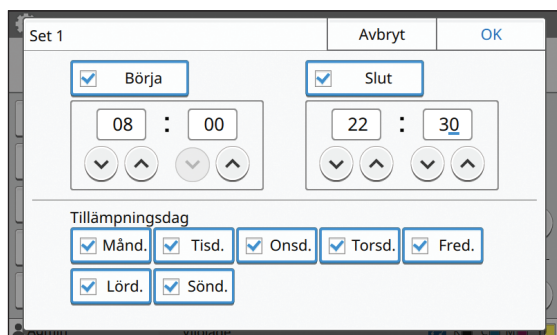 Set 1 Avbryt OK
Börja Slut
08 : 00 22 : 30
Tillämpningsdag
Månd. Tisd. Onsd. Torsd. Fred.
Lörd. Sönd.